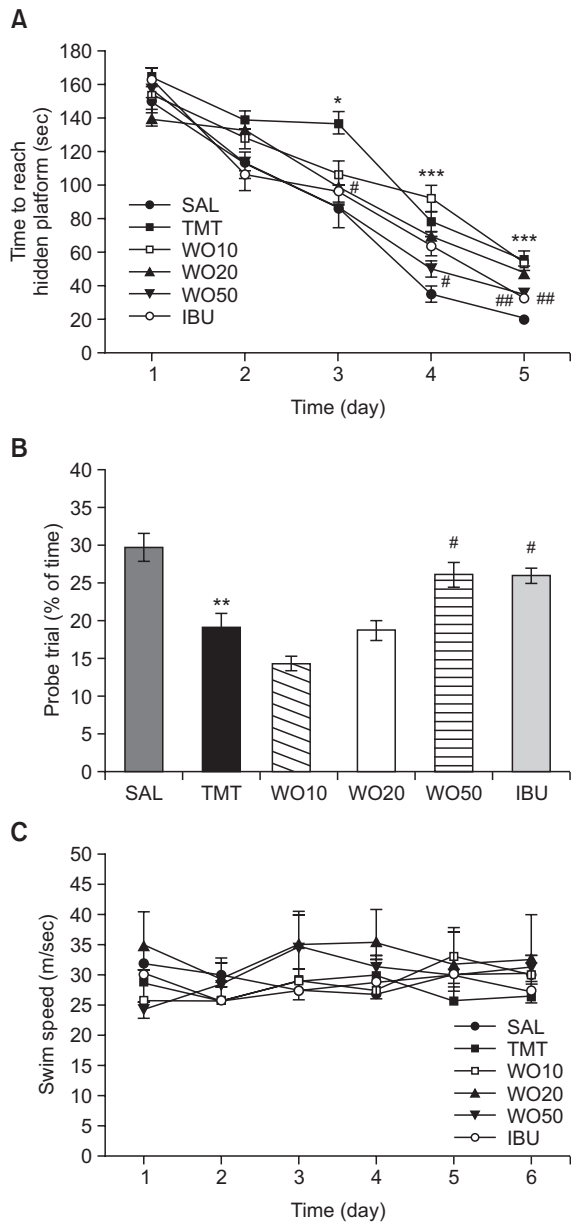 A
180
160
140
120
100
80
60
40
20
0
Time to reach
hidden platform (sec)
*
#
***
#
***
##
##
SAL
TMT
WO10
WO20
WO50
IBU
1 2 3 4 5
Time (day)
B
40
35
30
25
20
15
10
5
0
Probe trial (% of time)
**
#
#
SAL TMT WO10 WO20 WO50 IBU
C
50
45
40
35
30
25
20
15
10
5
0
Swim speed (m/sec)
SAL
TMT
WO10
WO20
WO50
IBU
1 2 3 4 5 6
Time (day)